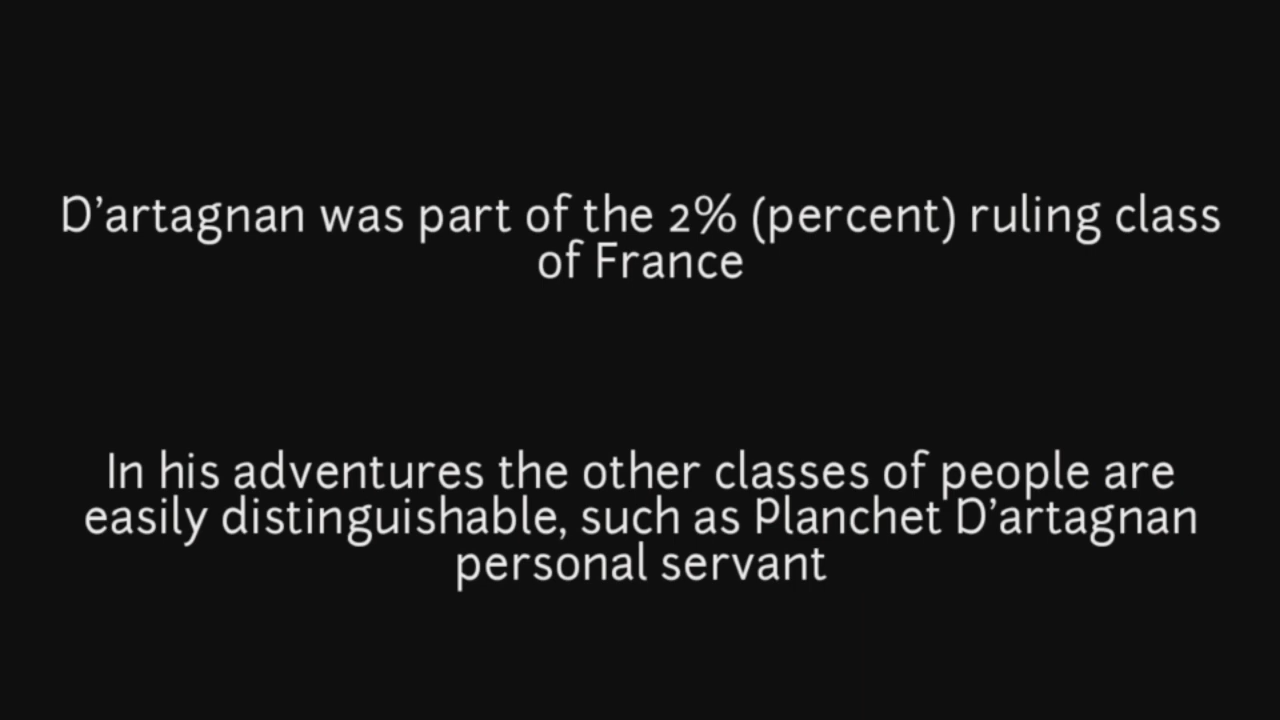 D’artagnan was part of the 2% (percent) ruling class
of France
In his adventures the other classes of people are
easily distinguishable, such as Planchet D’artagnan
personal servant